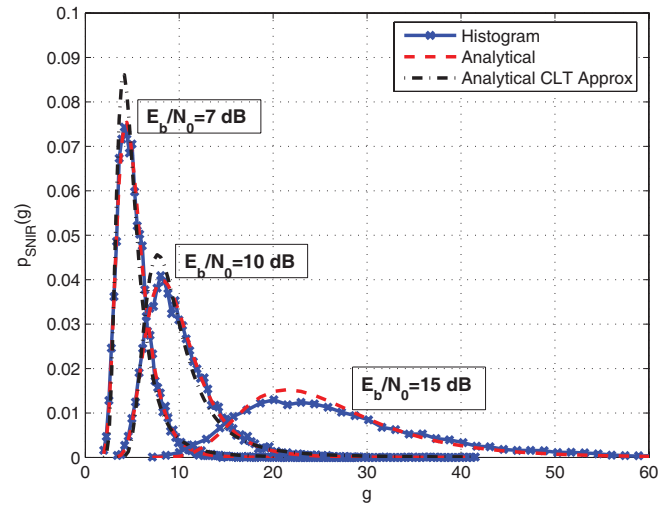 0.1
0.09
0.08
0.07
0.06
0.05
0.04
0.03
0.02
0.01
0
p_SNIR(g)
Histogram
Analytical
Analytical CLT Approx
E_b/N_0=7 dB
E_b/N_0=10 dB
E_b/N_0=15 dB
0 10 20 30 40 50 60
g